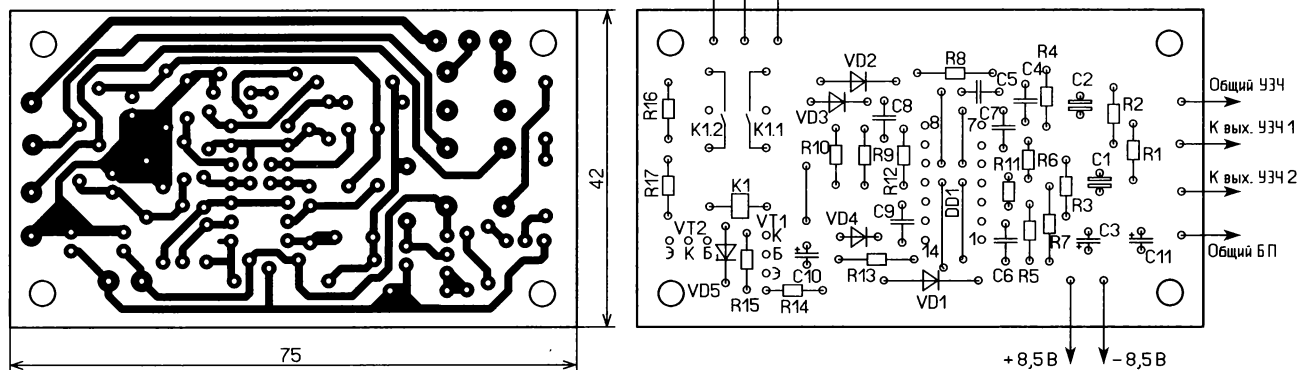 42
75
R16
R17
K1.2
K1.1
VD2
VD3
C8
R8
C5
R4
C4
C2
R2
C7
8
7
R10
R9
R12
R11
R6
C1
R1
R3
K1
VT2
Э К Б
VT1
К
Б
Э
VD4
C9
DD1
14
1
R13
C10
VD5
R15
R14
VD1
C6
R5
R7
C3
+
+
+
C11
Общий УЗЧ
К вых. УЗЧ 1
К вых. УЗЧ 2
Общий БП
+8,5 В
−8,5 В